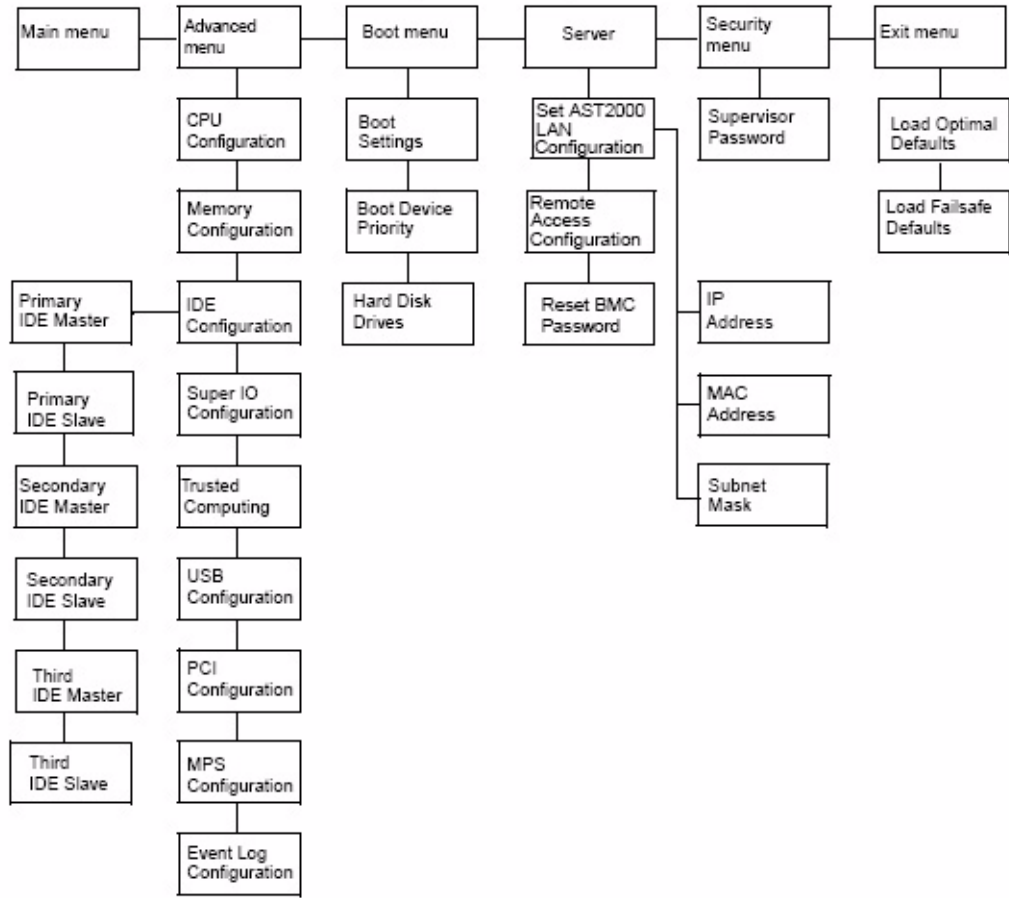 Main menu
Advanced
menu
Boot menu
Server
Security
menu
Exit menu
CPU
Configuration
Memory
Configuration
IDE
Configuration
Primary
IDE Master
Primary
IDE Slave
Secondary
IDE Master
Secondary
IDE Slave
Third
IDE Master
Third
IDE Slave
Super IO
Configuration
Trusted
Computing
USB
Configuration
PCI
Configuration
MPS
Configuration
Event Log
Configuration
Boot
Settings
Boot Device
Priority
Hard Disk
Drives
Set AST2000
LAN
Configuration
Remote
Access
Configuration
Reset BMC
Password
IP
Address
MAC
Address
Subnet
Mask
Supervisor
Password
Load Optimal
Defaults
Load Failsafe
Defaults